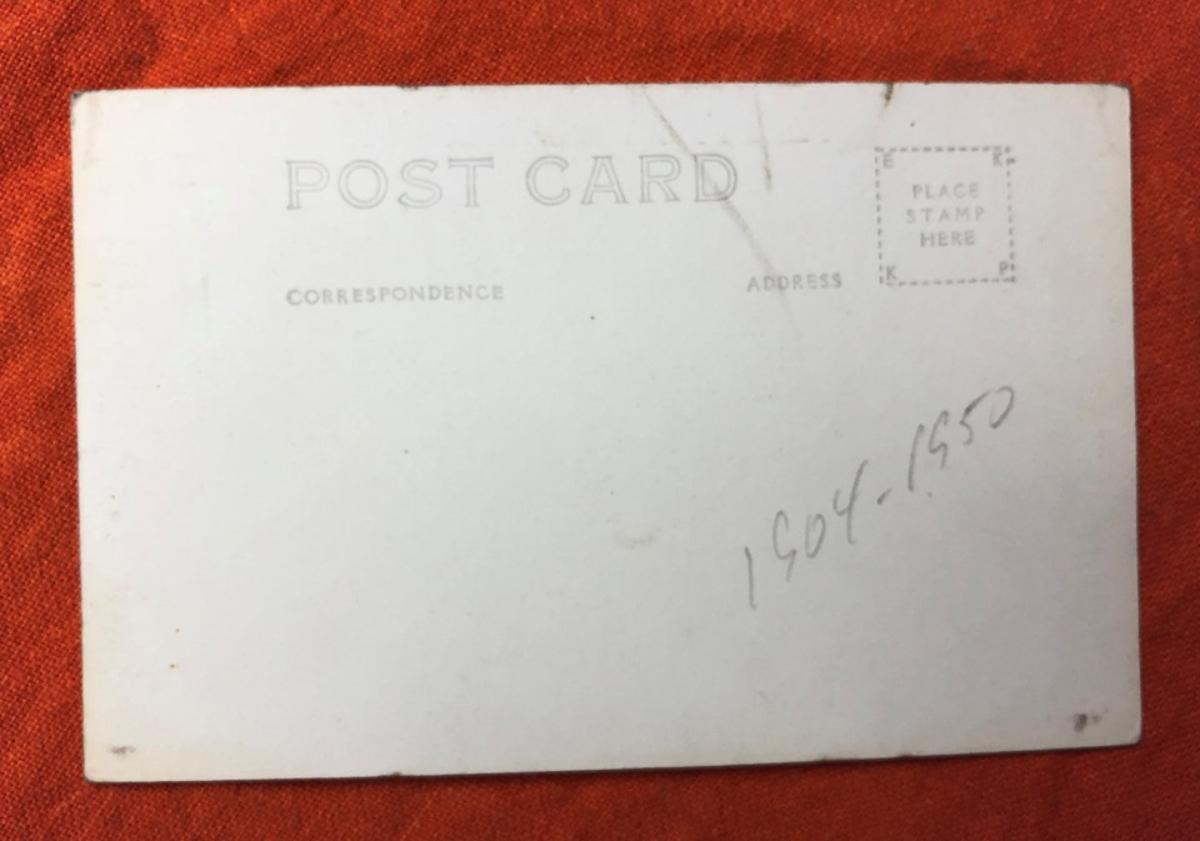 POST CARD
E K
PLACE
STAMP
HERE
K P
CORRESPONDENCE
ADDRESS
1904-1950